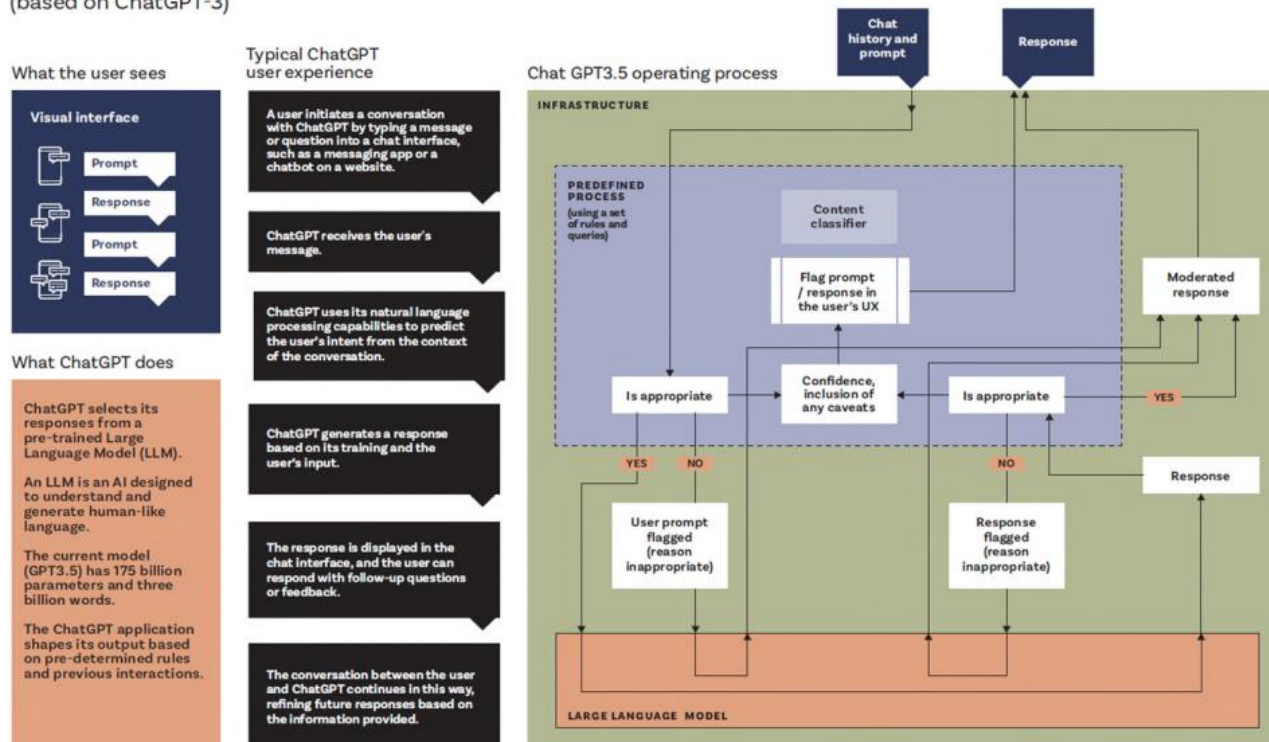 (based on ChatGPT-3)
What the user sees
Visual interface
Prompt
Response
Prompt
Response
What ChatGPT does
ChatGPT selects its
responses from a
pre-trained Large
Language Model (LLM).
An LLM is an AI designed
to understand and
generate human-like
language.
The current model
(GPT3.5) has 175 billion
parameters and three
billion words.
The ChatGPT application
shapes its output based
on pre-determined rules
and previous interactions.
Typical ChatGPT
user experience
A user initiates a conversation
with ChatGPT by typing a message
or question into a chat interface,
such as a messaging app or a
chatbot on a website.
ChatGPT receives the user's
message.
ChatGPT uses its natural language
processing capabilities to predict
the user's intent from the context
of the conversation.
ChatGPT generates a response
based on its training and the
user's input.
The response is displayed in the
chat interface, and the user can
respond with follow-up questions
or feedback.
The conversation between the user
and ChatGPT continues in this way,
refining future responses based on
the information provided.
Chat GPT3.5 operating process
Chat
history and
prompt
Response
INFRASTRUCTURE
PREDEFINED
PROCESS
(using a set
of rules and
queries)
Content
classifier
Flag prompt
/ response in
the user's UX
Moderated
response
Is appropriate
Confidence,
inclusion of
any caveats
Is appropriate
YES
YES
NO
NO
Response
User prompt
flagged
(reason
inappropriate)
Response
flagged
(reason
inappropriate)
LARGE LANGUAGE MODEL